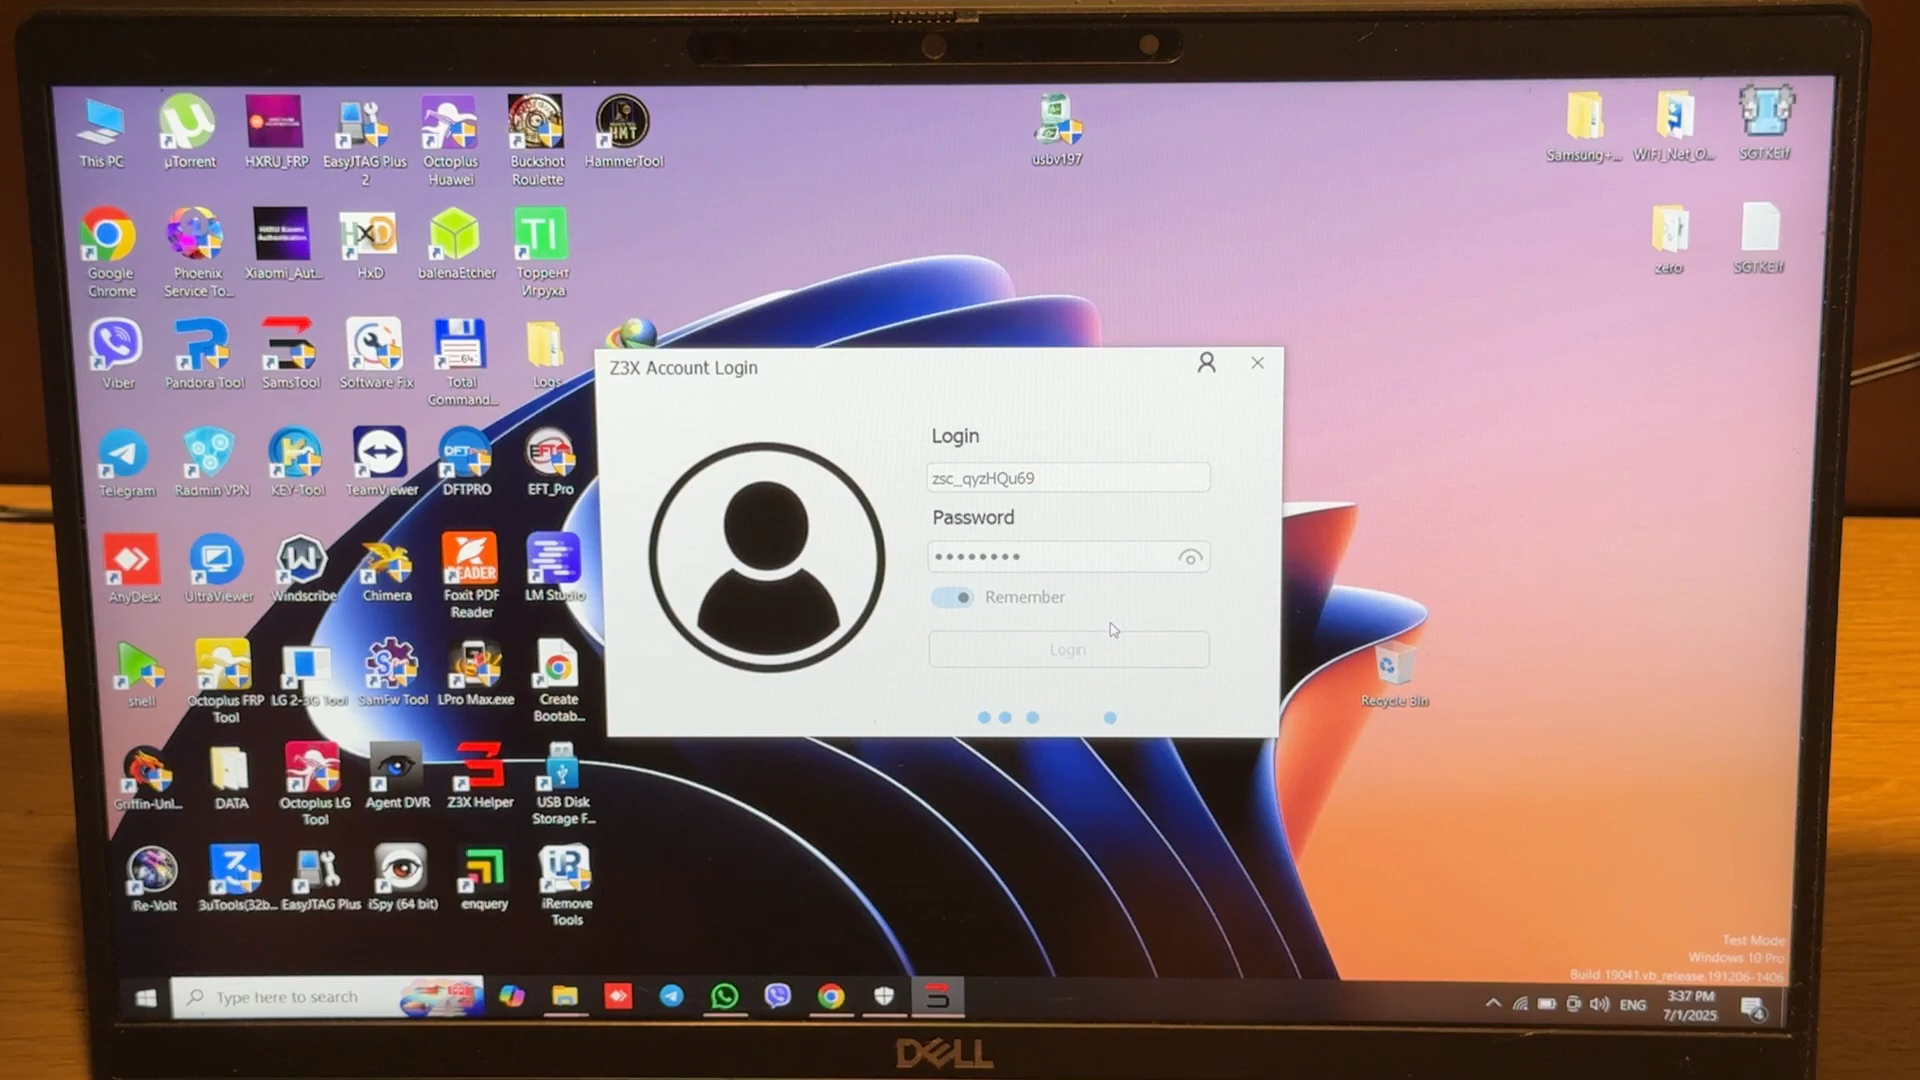 This PC
µTorrent
HXRU_FRP
EasyJTAG Plus
2
Octoplus
Huawei
Buckshot
Roulette
HammerTool
usbv197
Samsung+...
WiFi_Net_O...
SGTKEif
Google
Chrome
Phoenix
Service To...
Xiaomi_Aut...
HxD
balenaEtcher
TI
Торрент
Игруха
zero
SGTKEif
Viber
Pandora Tool
SamsTool
Software Fix
Total
Command...
Logs
Telegram
Radmin VPN
KEY-Tool
TeamViewer
DFTPRO
EFT_Pro
AnyDesk
UltraViewer
Windscribe
Chimera
READER
Foxit PDF
Reader
LM Studio
shell
Octoplus FRP
Tool
LG 2-3G Tool
SamFw Tool
LPro Max.exe
Create
Bootab...
Griffin-Unl...
DATA
Octoplus LG
Tool
Agent DVR
Z3X Helper
USB Disk
Storage F...
Re-Volt
3uTools(32b...
EasyJTAG Plus
iSpy (64 bit)
enquery
iRemove
Tools
Z3X Account Login
Login
zsc_qyzHQu69
Password
Remember
Login
Recycle Bin
Test Mode
Windows 10 Pro
Build 19041.vb_release.191206-1406
Type here to search
ENG
3:37 PM
7/1/2025
4
DELL